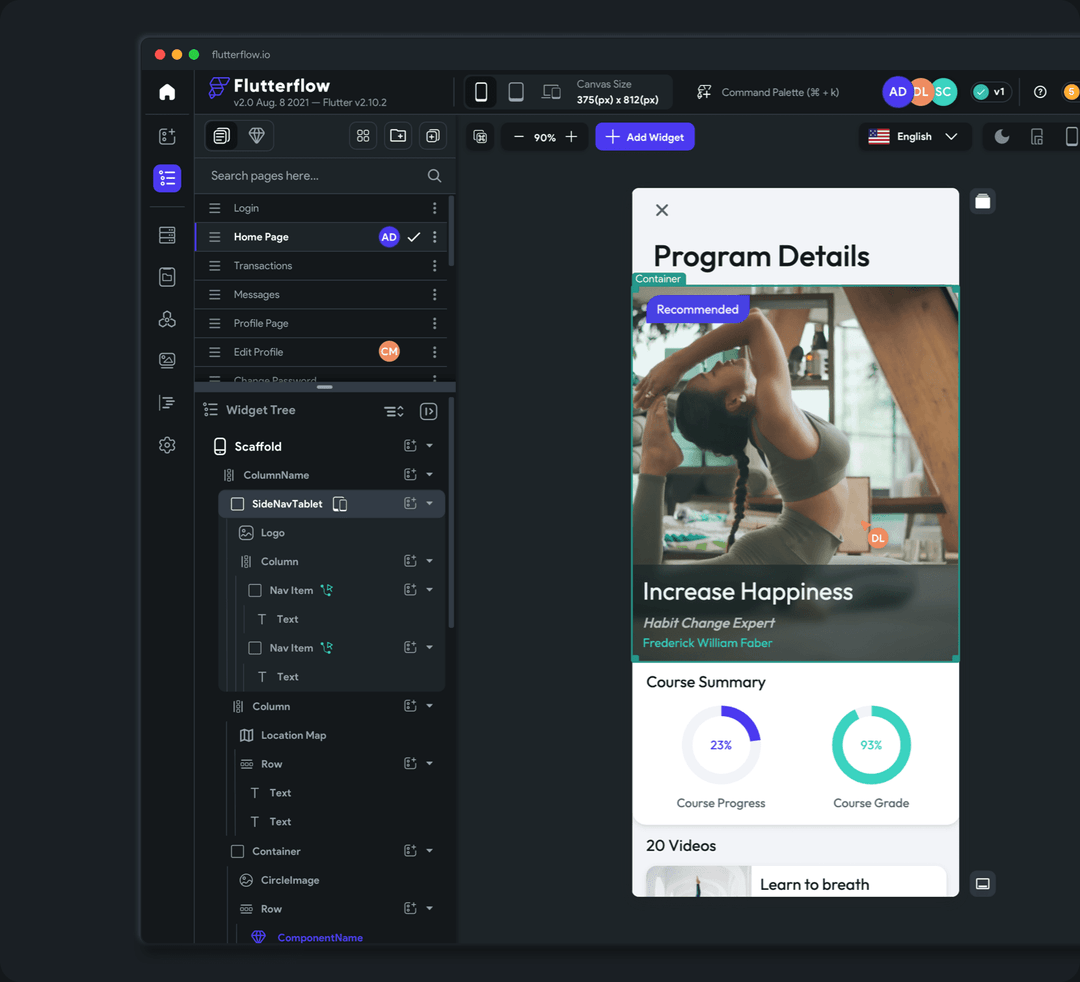 flutterflow.io
Flutterflow
v2.0 Aug. 8 2021 — Flutter v2.10.2
Canvas Size
375(px) x 812(px)
Command Palette (⌘ + k)
AD
DL
SC
v1
5
90%
Add Widget
English
Search pages here...
Login
Home Page
AD
Transactions
Messages
Profile Page
Edit Profile
CM
Change Password
Widget Tree
Scaffold
ColumnName
SideNavTablet
Logo
Column
Nav Item
Text
Nav Item
Text
Column
Location Map
Row
Text
Text
Container
CircleImage
Row
ComponentName
Program Details
Container
Recommended
DL
Increase Happiness
Habit Change Expert
Frederick William Faber
Course Summary
23%
93%
Course Progress
Course Grade
20 Videos
Learn to breath